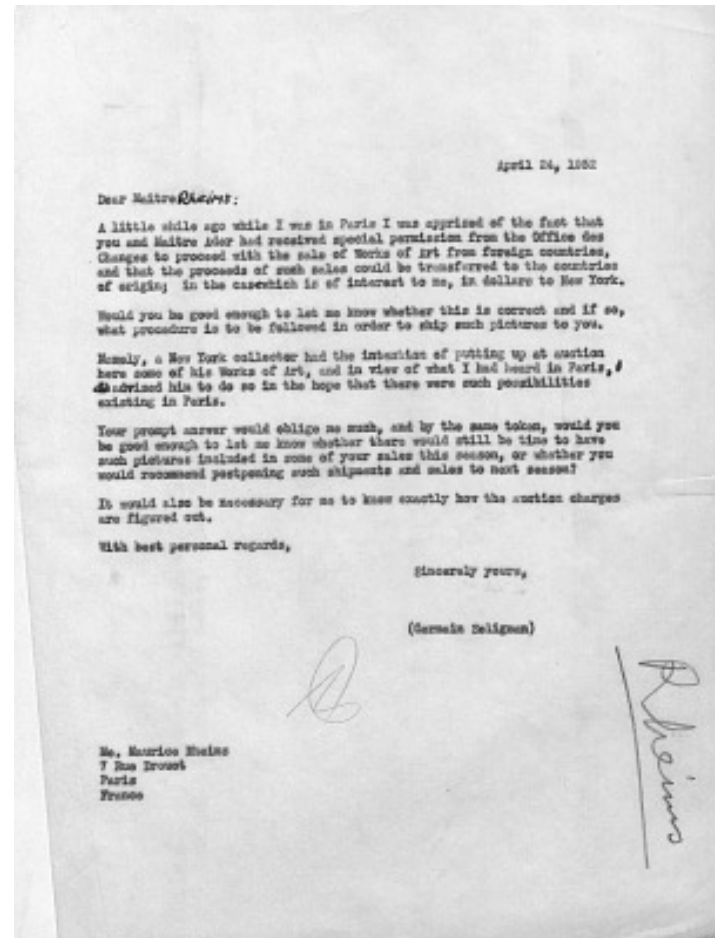 April 24, 1952
Dear Maitre Rheims:
A little while ago while I was in Paris I was apprised of the fact that
you and Maitre Ader had received special permission from the Office des
Changes to proceed with the sale of Works of Art from foreign countries,
and that the proceeds of such sales could be transferred to the countries
of origin; in the casewhich is of interest to me, in dollars to New York.
Would you be good enough to let me know whether this is correct and if so,
what procedure is to be followed in order to ship such pictures to you.
Namely, a New York collector had the intention of putting up at auction
here some of his Works of Art, and in view of what I had heard in Paris, I
advised him to do so in the hope that there were such possibilities
existing in Paris.
Your prompt answer would oblige me much, and by the same token, would you
be good enough to let me know whether there would still be time to have
such pictures included in some of your sales this season, or whether you
would recommend postponing such shipments and sales to next season?
It would also be necessary for me to know exactly how the auction charges
are figured out.
With best personal regards,
Sincerely yours,
(Germain Seligman)
Rheims
Me. Maurice Rheims
7 Rue Drouot
Paris
France